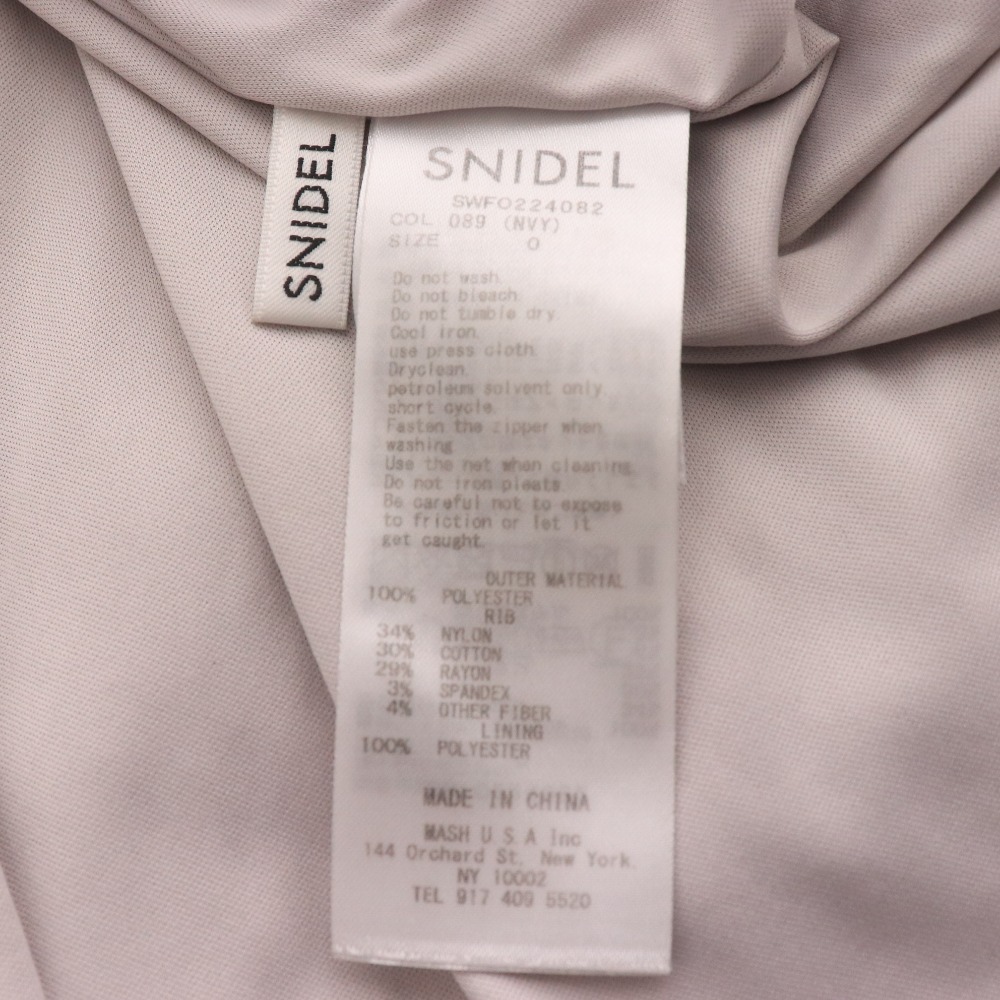 SNIDEL
SNIDEL
SWFO224082
COL. 089 (NVY)
SIZE 0
Do not wash.
Do not bleach.
Do not tumble dry.
Cool iron.
use press cloth.
Dryclean.
petroleum solvent only.
short cycle.
Fasten the zipper when
washing.
Use the net when cleaning.
Do not iron pleats.
Be careful not to expose
to friction or let it
get caught.
OUTER MATERIAL
100% POLYESTER
RIB
34% NYLON
30% COTTON
29% RAYON
3% SPANDEX
4% OTHER FIBER
LINING
100% POLYESTER
MADE IN CHINA
MASH U S A Inc
144 Orchard St. New York.
NY 10002
TEL 917 409 5520